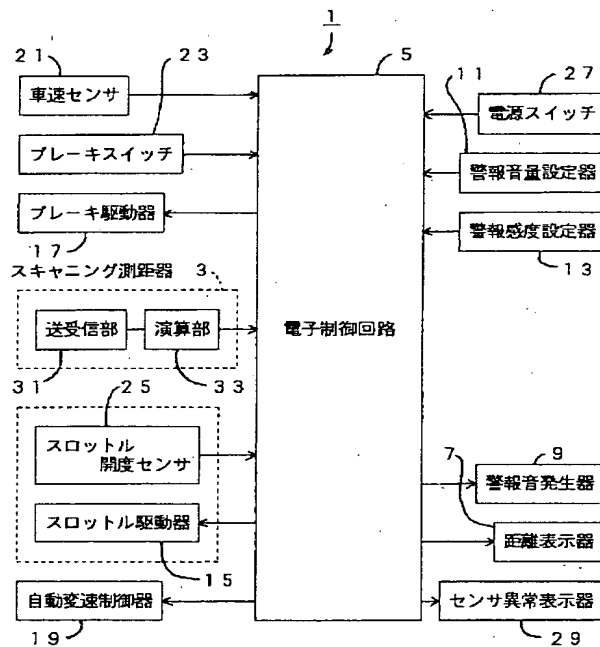 1
21
23
5
11
27
車速センサ
電源スイッチ
ブレーキスイッチ
警報音量設定器
ブレーキ駆動器
警報感度設定器
17
13
スキャニング測距器 3
送受信部
演算部
電子制御回路
31
33
25
スロットル
開度センサ
7
9
警報音発生器
スロットル駆動器
距離表示器
15
自動変速制御器
センサ異常表示器
19
29